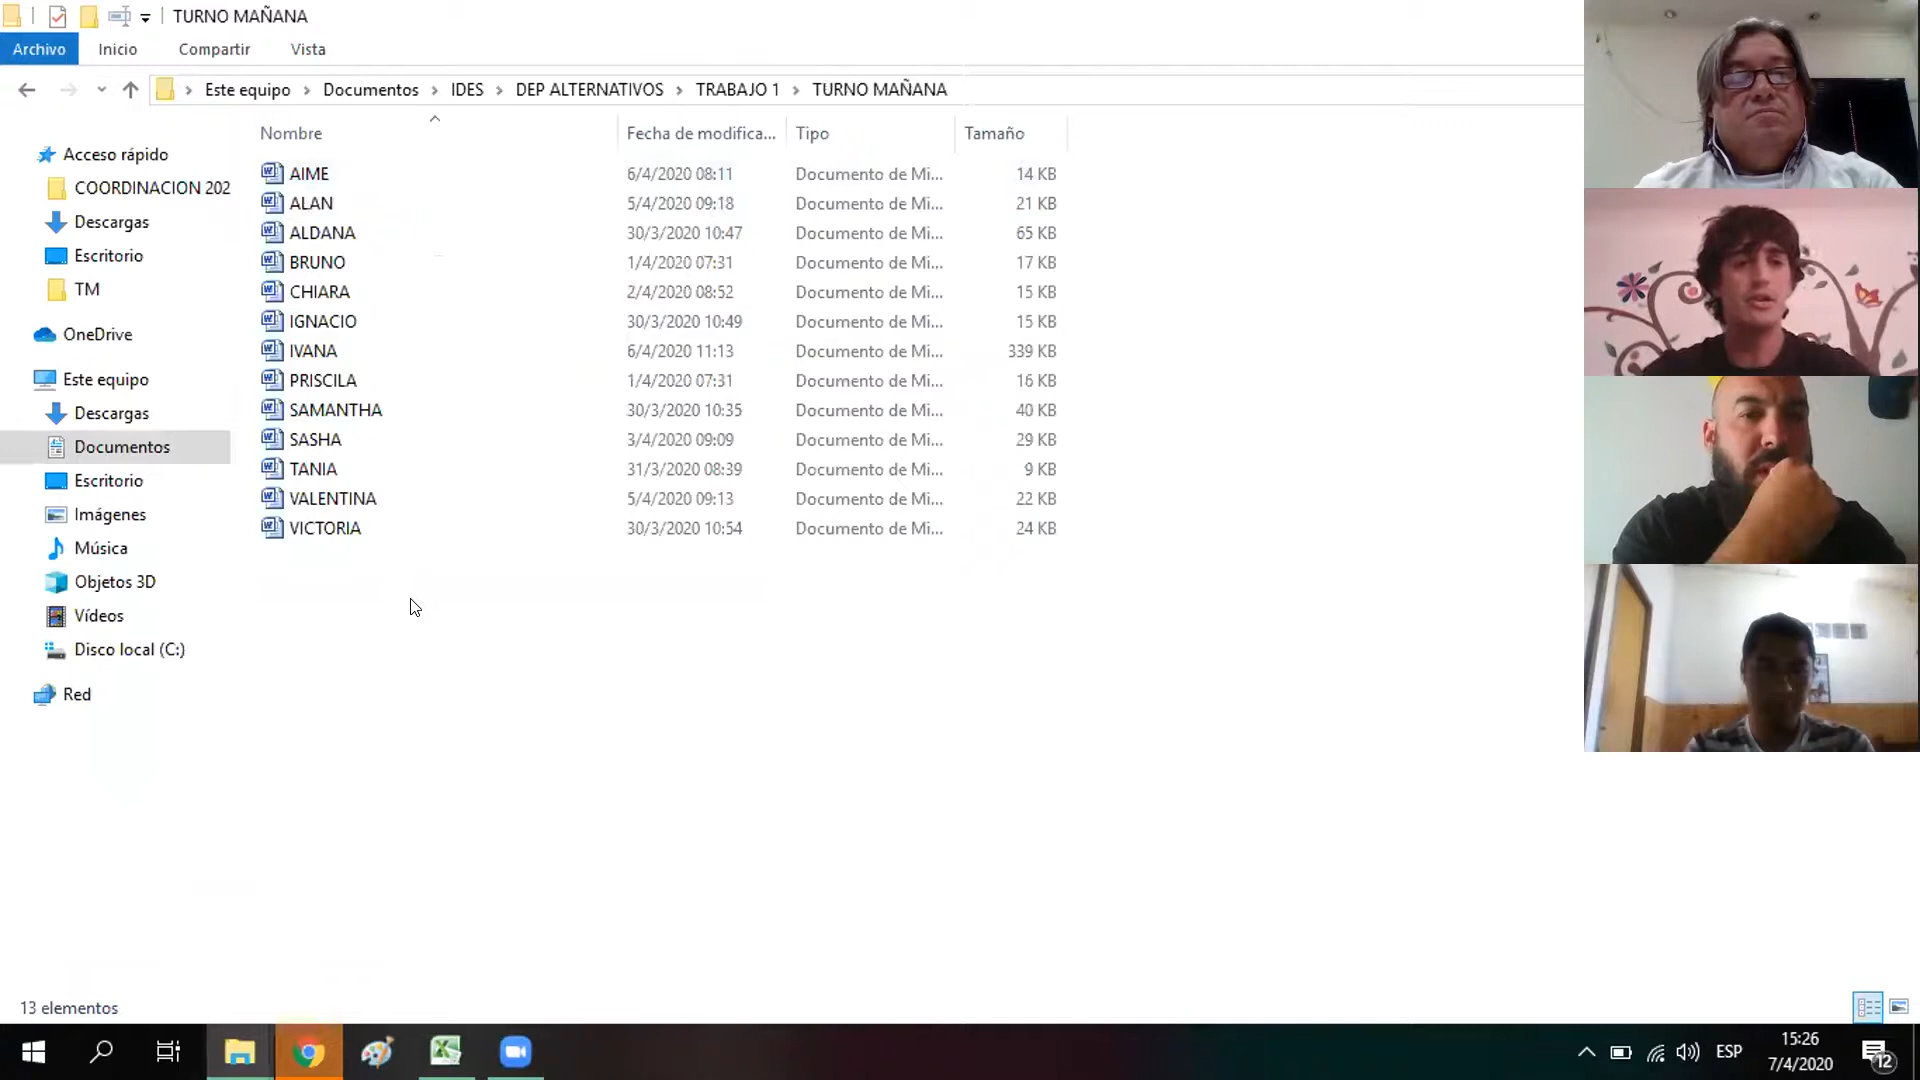 TURNO MAÑANA
Archivo Inicio Compartir Vista
Este equipo > Documentos > IDES > DEP ALTERNATIVOS > TRABAJO 1 > TURNO MAÑANA
Nombre Fecha de modifica... Tipo Tamaño
Acceso rápido
COORDINACION 202
Descargas
Escritorio
TM
OneDrive
Este equipo
Descargas
Documentos
Escritorio
Imágenes
Música
Objetos 3D
Vídeos
Disco local (C:)
Red
AIME 6/4/2020 08:11 Documento de Mi... 14 KB
ALAN 5/4/2020 09:18 Documento de Mi... 21 KB
ALDANA 30/3/2020 10:47 Documento de Mi... 65 KB
BRUNO 1/4/2020 07:31 Documento de Mi... 17 KB
CHIARA 2/4/2020 08:52 Documento de Mi... 15 KB
IGNACIO 30/3/2020 10:49 Documento de Mi... 15 KB
IVANA 6/4/2020 11:13 Documento de Mi... 339 KB
PRISCILA 1/4/2020 07:31 Documento de Mi... 16 KB
SAMANTHA 30/3/2020 10:35 Documento de Mi... 40 KB
SASHA 3/4/2020 09:09 Documento de Mi... 29 KB
TANIA 31/3/2020 08:39 Documento de Mi... 9 KB
VALENTINA 5/4/2020 09:13 Documento de Mi... 22 KB
VICTORIA 30/3/2020 10:54 Documento de Mi... 24 KB
13 elementos
ESP
15:26
7/4/2020
12